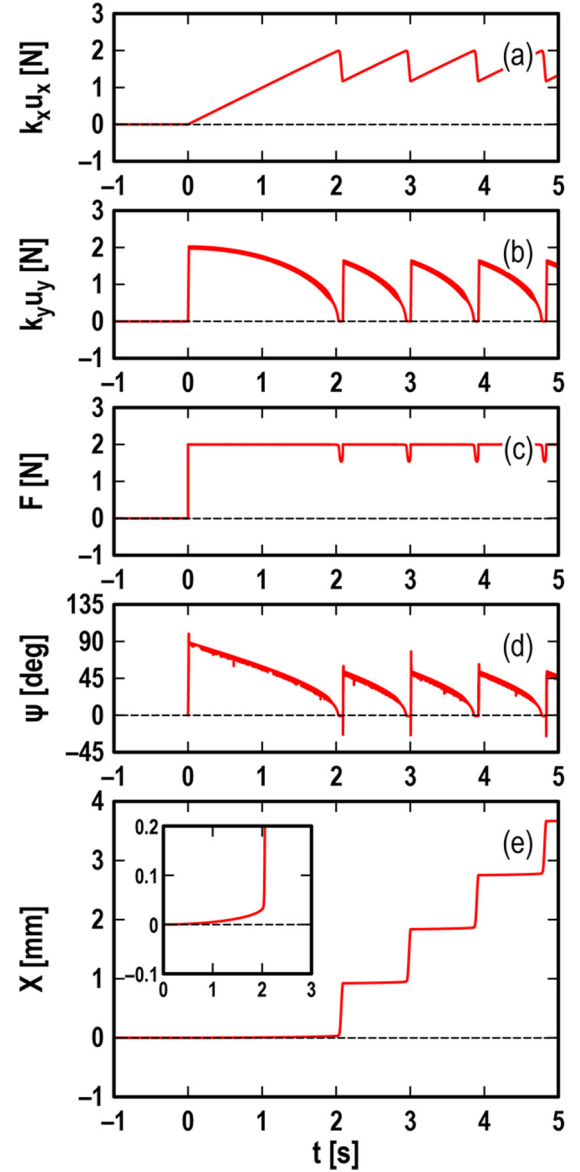 3
2
1
0
–1
kxux [N]
(a)
–1 0 1 2 3 4 5
3
2
1
0
–1
kyuy [N]
(b)
–1 0 1 2 3 4 5
3
2
1
0
–1
F [N]
(c)
–1 0 1 2 3 4 5
135
90
45
0
–45
ψ [deg]
(d)
–1 0 1 2 3 4 5
4
3
2
1
0
–1
X [mm]
(e)
0.2
0.1
0
–0.1
0 1 2 3
–1 0 1 2 3 4 5
t [s]